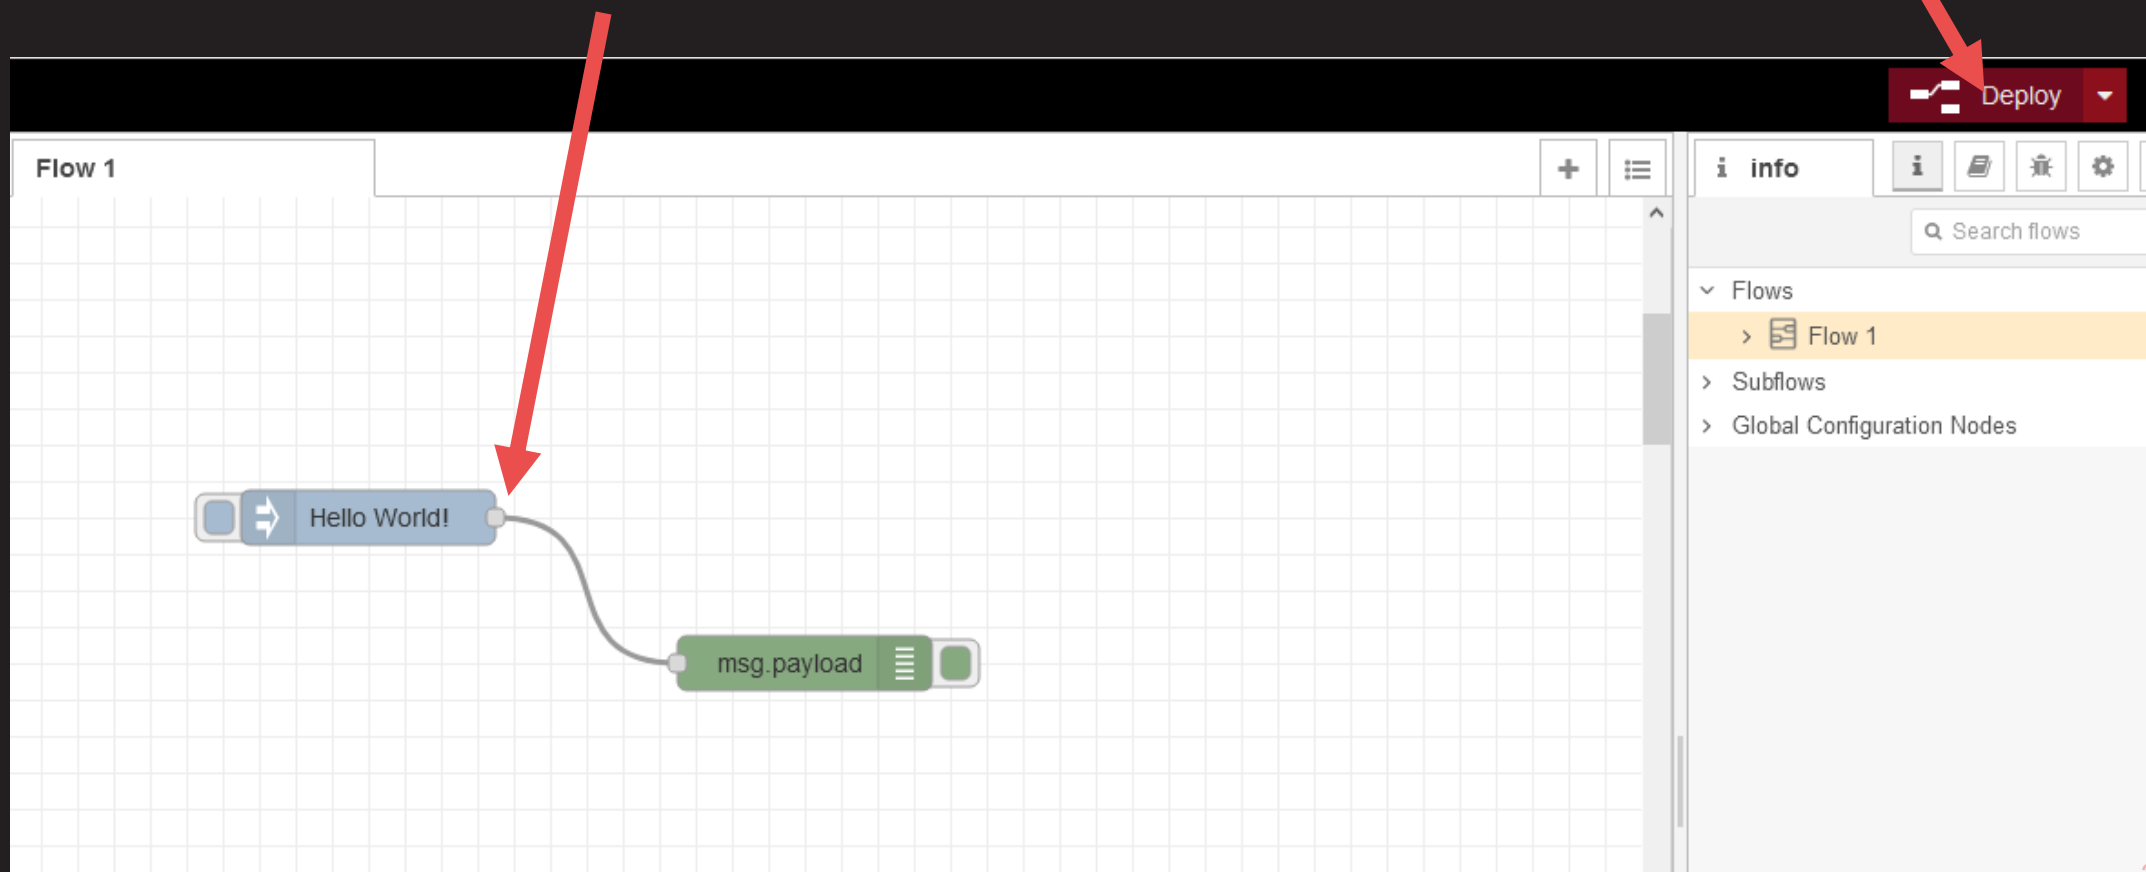 Deploy
Flow 1
info
Search flows
Flows
Flow 1
Subflows
Global Configuration Nodes
Hello World!
msg.payload